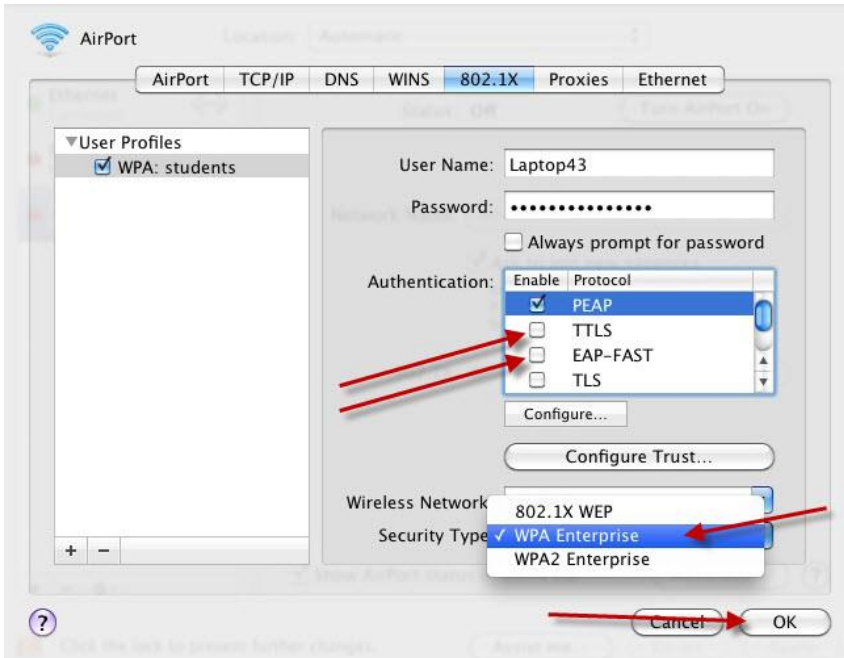 AirPort
AirPort TCP/IP DNS WINS 802.1X Proxies Ethernet
▼User Profiles
WPA: students
+ −
User Name: Laptop43
Password: •••••••••••••••
Always prompt for password
Authentication:
Enable Protocol
PEAP
TTLS
EAP-FAST
TLS
Configure...
Configure Trust...
Wireless Network
802.1X WEP
Security Type ✓ WPA Enterprise
WPA2 Enterprise
? Cancel OK